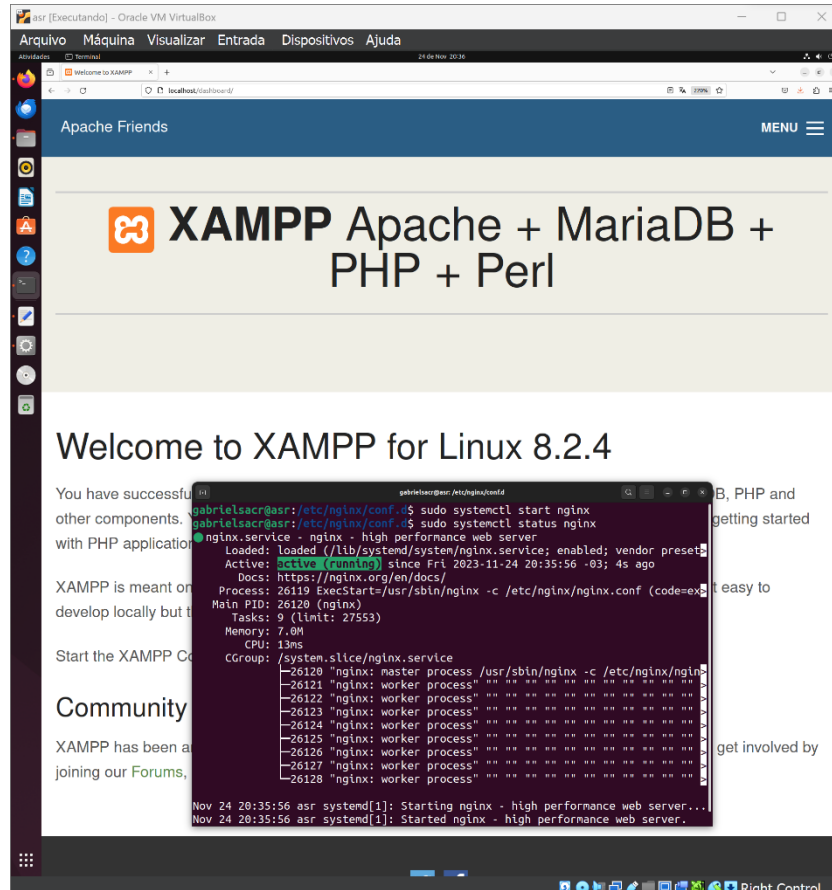 asr [Executando] - Oracle VM VirtualBox
Arquivo Máquina Visualizar Entrada Dispositivos Ajuda
Atividades Terminal 24 de Nov 20:36
Welcome to XAMPP
localhost/dashboard/
Apache Friends MENU
XAMPP Apache + MariaDB +
PHP + Perl
Welcome to XAMPP for Linux 8.2.4
You have successfu
B, PHP and
other components.
getting started
with PHP application
XAMPP is meant on
t easy to
develop locally but t
Start the XAMPP Co
Community
XAMPP has been a
get involved by
joining our Forums,
gabrielsacr@asr: /etc/nginx/conf.d
gabrielsacr@asr:/etc/nginx/conf.d$ sudo systemctl start nginx
gabrielsacr@asr:/etc/nginx/conf.d$ sudo systemctl status nginx
nginx.service - nginx - high performance web server
Loaded: loaded (/lib/systemd/system/nginx.service; enabled; vendor preset>
Active: active (running) since Fri 2023-11-24 20:35:56 -03; 4s ago
Docs: https://nginx.org/en/docs/
Process: 26119 ExecStart=/usr/sbin/nginx -c /etc/nginx/nginx.conf (code=ex>
Main PID: 26120 (nginx)
Tasks: 9 (limit: 27553)
Memory: 7.0M
CPU: 13ms
CGroup: /system.slice/nginx.service
├─26120 "nginx: master process /usr/sbin/nginx -c /etc/nginx/ngin>
├─26121 "nginx: worker process" "" "" "" "" "" "" "" "" "" "" "" >
├─26122 "nginx: worker process" "" "" "" "" "" "" "" "" "" "" "" >
├─26123 "nginx: worker process" "" "" "" "" "" "" "" "" "" "" "" >
├─26124 "nginx: worker process" "" "" "" "" "" "" "" "" "" "" "" >
├─26125 "nginx: worker process" "" "" "" "" "" "" "" "" "" "" "" >
├─26126 "nginx: worker process" "" "" "" "" "" "" "" "" "" "" "" >
├─26127 "nginx: worker process" "" "" "" "" "" "" "" "" "" "" "" >
└─26128 "nginx: worker process" "" "" "" "" "" "" "" "" "" "" "" >
Nov 24 20:35:56 asr systemd[1]: Starting nginx - high performance web server...
Nov 24 20:35:56 asr systemd[1]: Started nginx - high performance web server.
Right Control